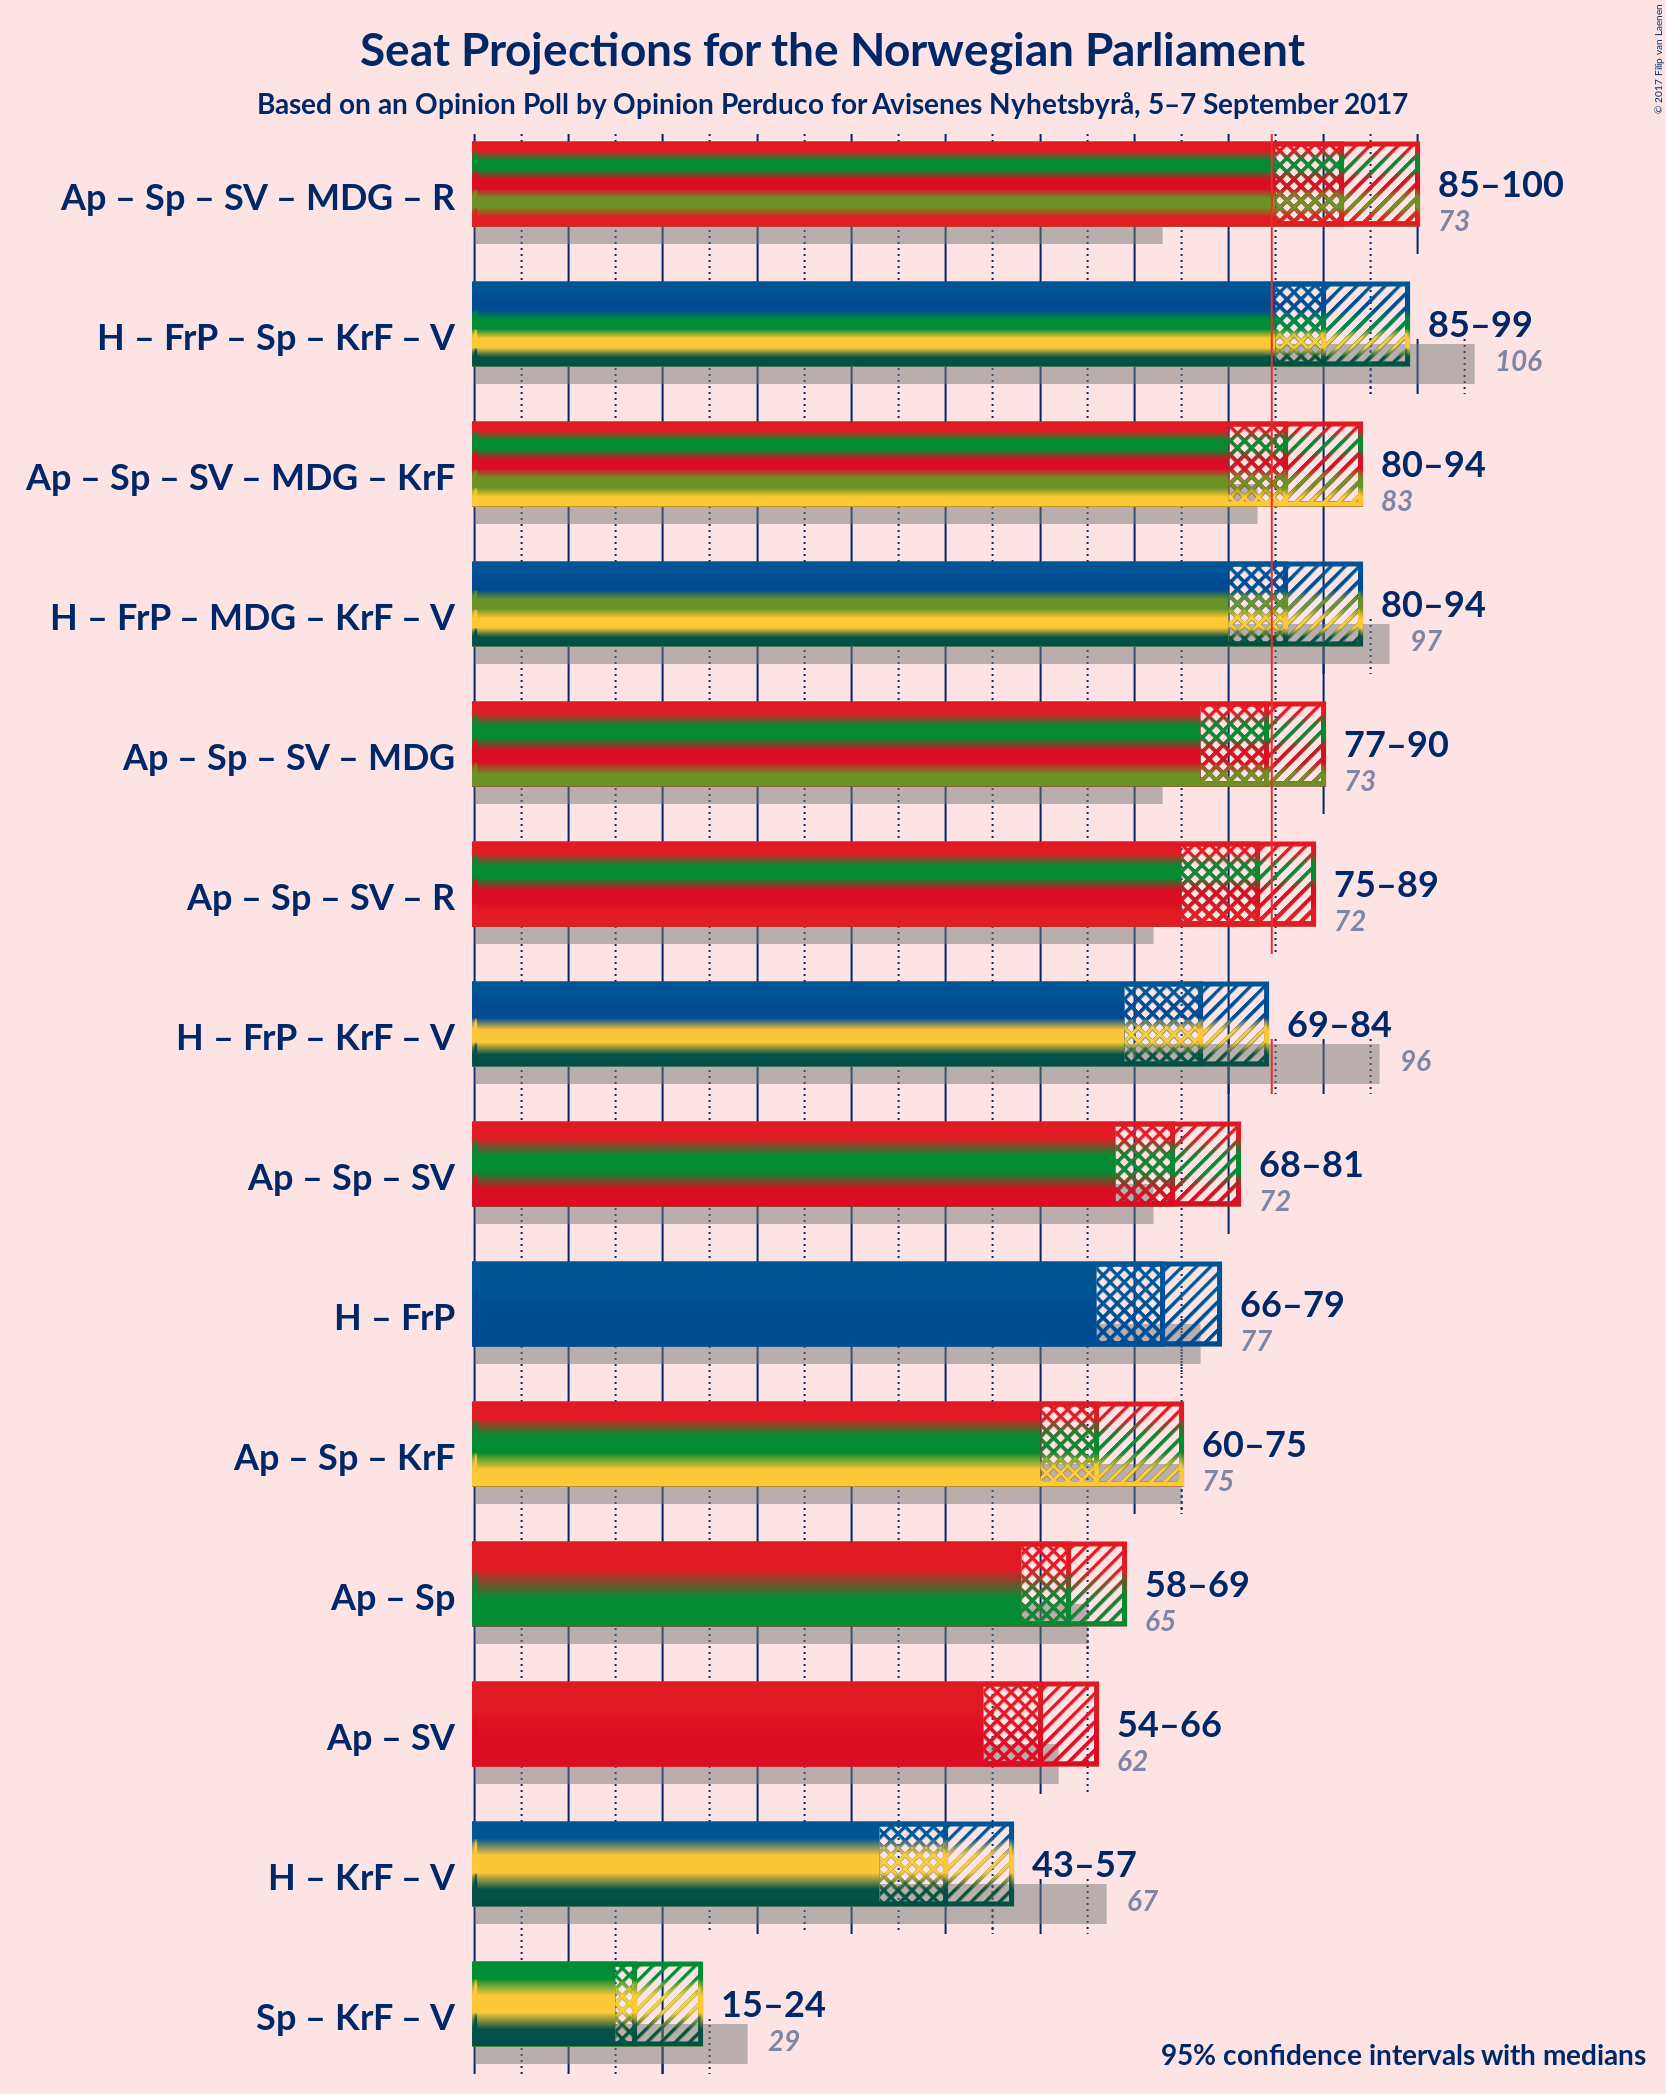 Seat Projections for the Norwegian Parliament
Based on an Opinion Poll by Opinion Perduco for Avisenes Nyhetsbyrå, 5–7 September 2017
© 2017 Filip van Laenen
Ap – Sp – SV – MDG – R
85–100
73
H – FrP – Sp – KrF – V
85–99
106
Ap – Sp – SV – MDG – KrF
80–94
83
H – FrP – MDG – KrF – V
80–94
97
Ap – Sp – SV – MDG
77–90
73
Ap – Sp – SV – R
75–89
72
H – FrP – KrF – V
69–84
96
Ap – Sp – SV
68–81
72
H – FrP
66–79
77
Ap – Sp – KrF
60–75
75
Ap – Sp
58–69
65
Ap – SV
54–66
62
H – KrF – V
43–57
67
Sp – KrF – V
15–24
29
95% confidence intervals with medians